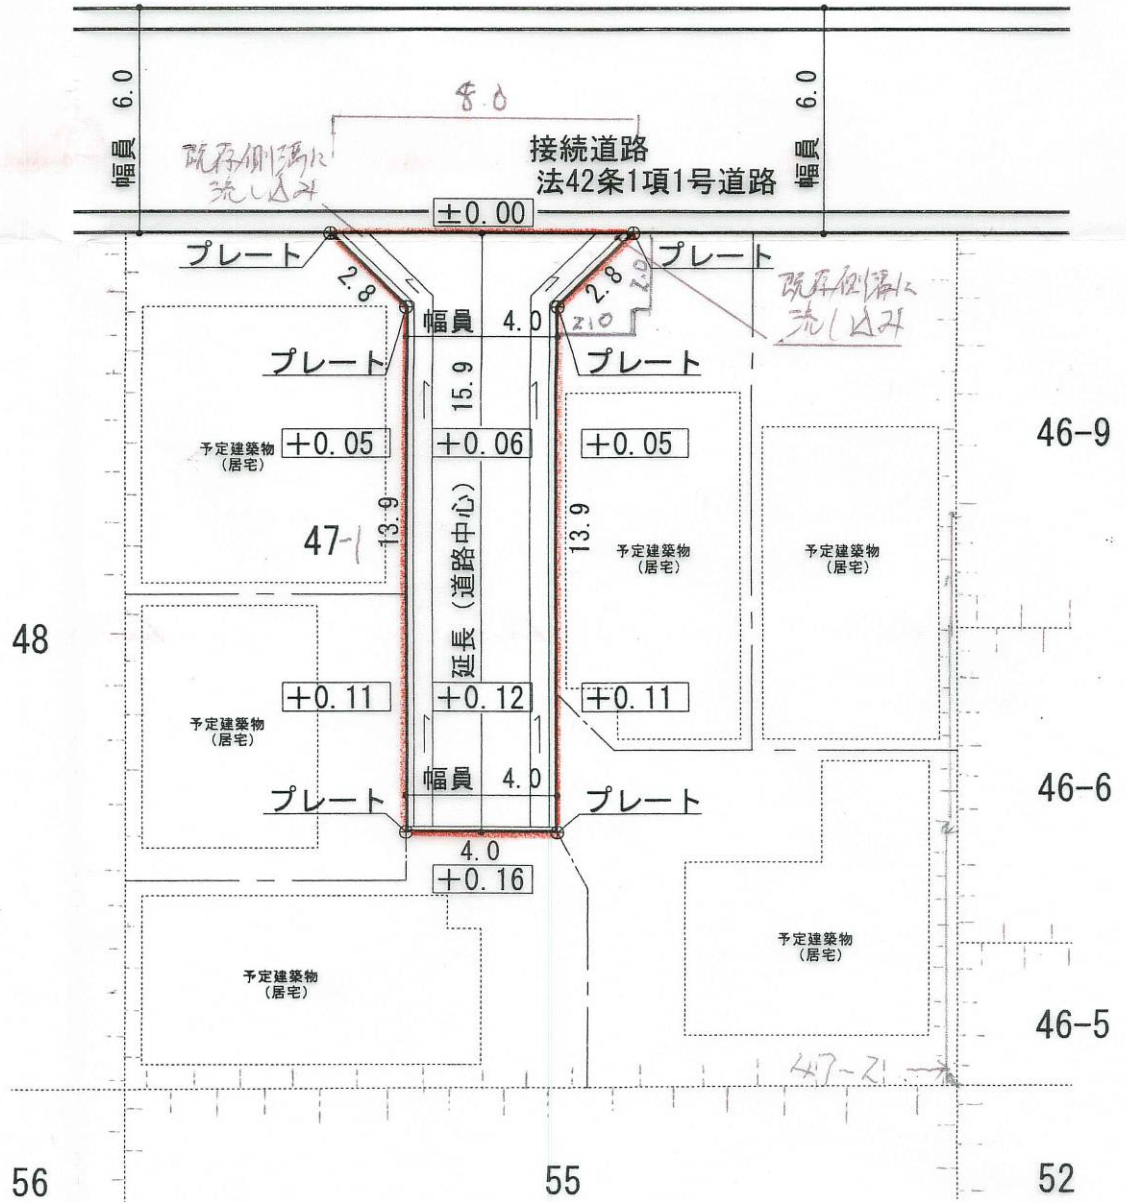 幅員 6.0
8.0
幅員 6.0
既存側溝に
流し込み
接続道路
法42条1項1号道路
±0.00
プレート
プレート
2.8
2.8
2.0
2.0
既存側溝に
流し込み
幅員 4.0
プレート
プレート
15.9
延長(道路中心)
予定建築物
(居宅)
+0.05
+0.06
+0.05
46-9
13.9
13.9
47-1
予定建築物
(居宅)
予定建築物
(居宅)
48
+0.11
+0.12
+0.11
予定建築物
(居宅)
幅員 4.0
プレート
プレート
46-6
4.0
+0.16
予定建築物
(居宅)
予定建築物
(居宅)
46-5
47-2
56
55
52